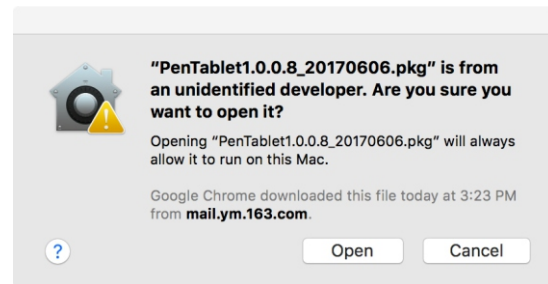 “PenTablet1.0.0.8_20170606.pkg” is from
an unidentified developer. Are you sure you
want to open it?
Opening “PenTablet1.0.0.8_20170606.pkg” will always
allow it to run on this Mac.
Google Chrome downloaded this file today at 3:23 PM
from mail.ym.163.com.
?
Open
Cancel